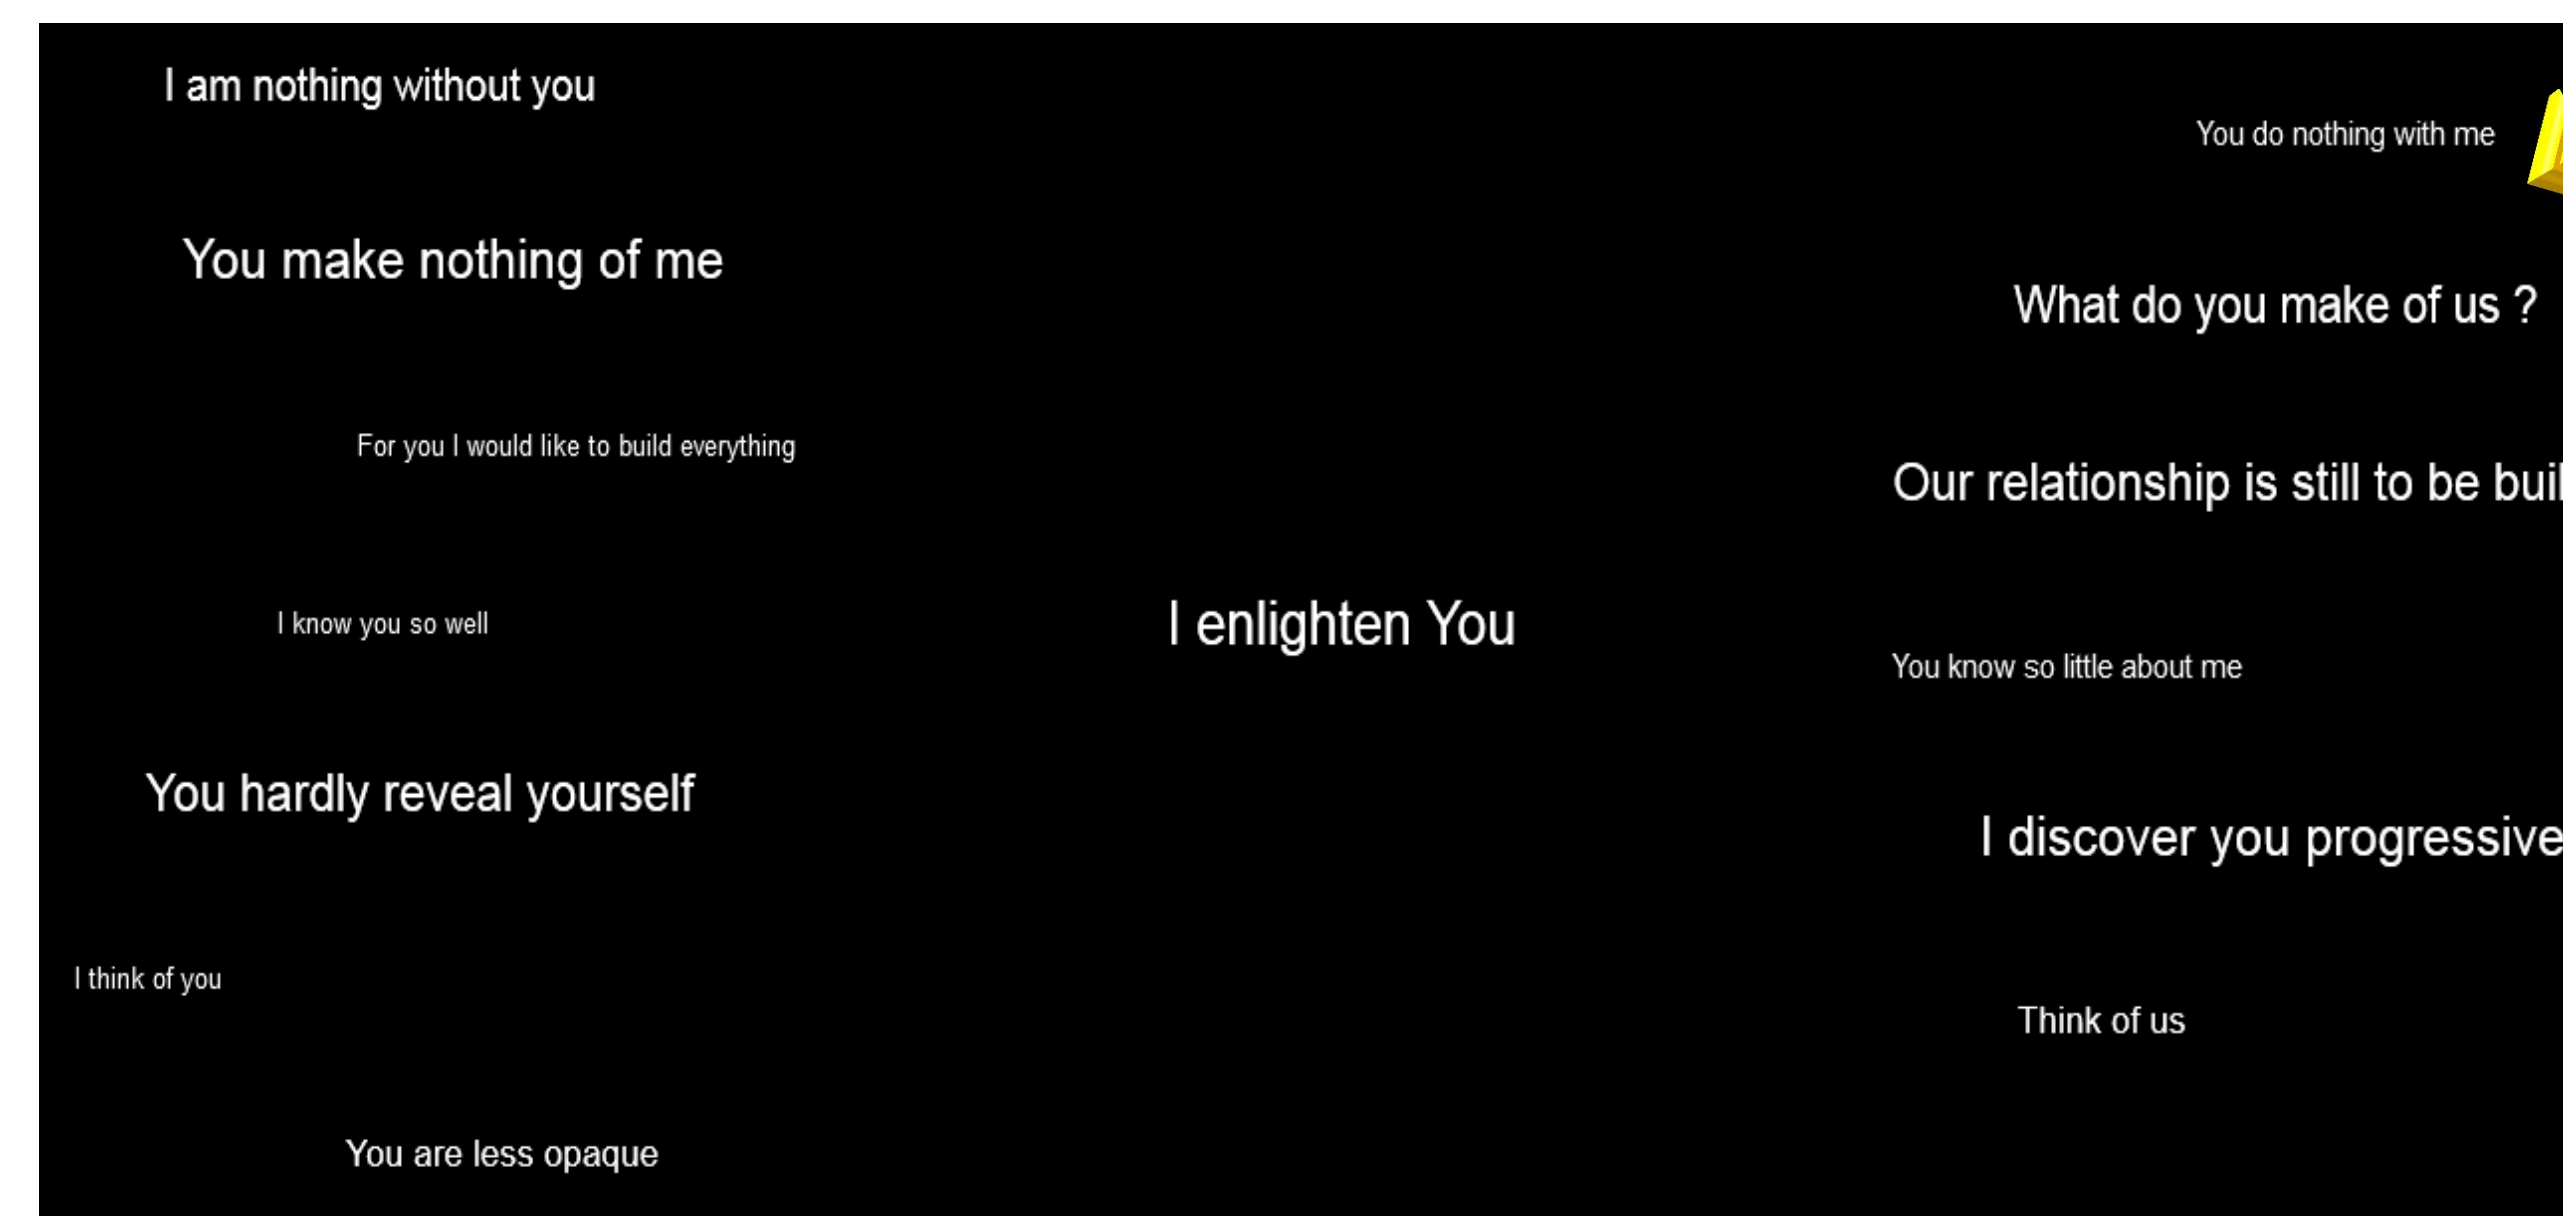 I am nothing without you
You make nothing of me
For you I would like to build everything
I know you so well
You hardly reveal yourself
I think of you
You are less opaque
I enlighten You
You do nothing with me
What do you make of us ?
Our relationship is still to be buil
You know so little about me
I discover you progressive
Think of us